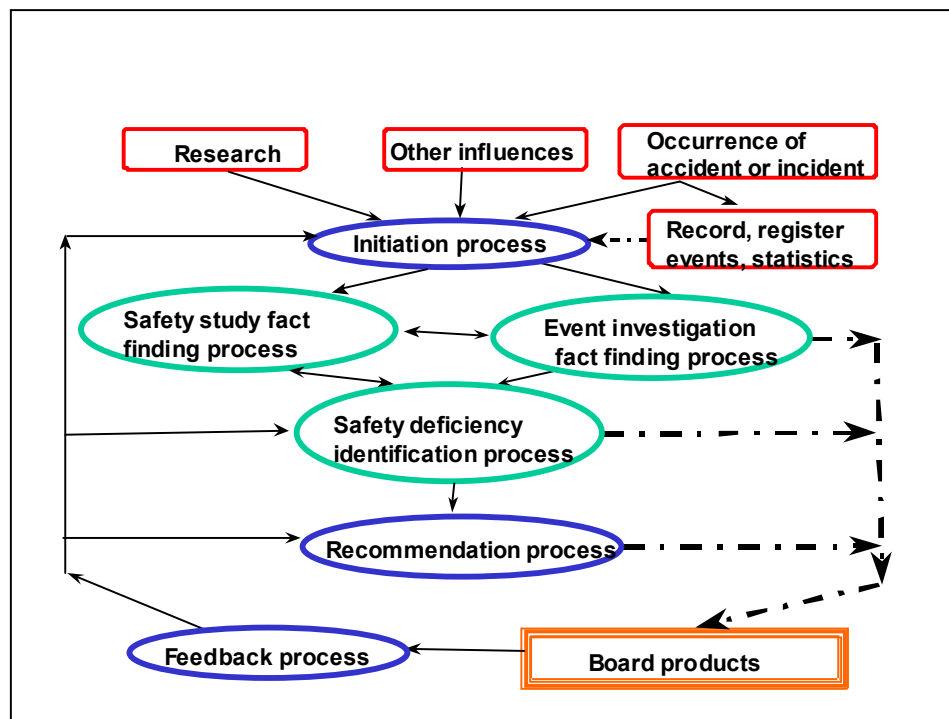 Research
Other influences
Occurrence of
accident or incident
Initiation process
Record, register
events, statistics
Safety study fact
finding process
Event investigation
fact finding process
Safety deficiency
identification process
Recommendation process
Feedback process
Board products